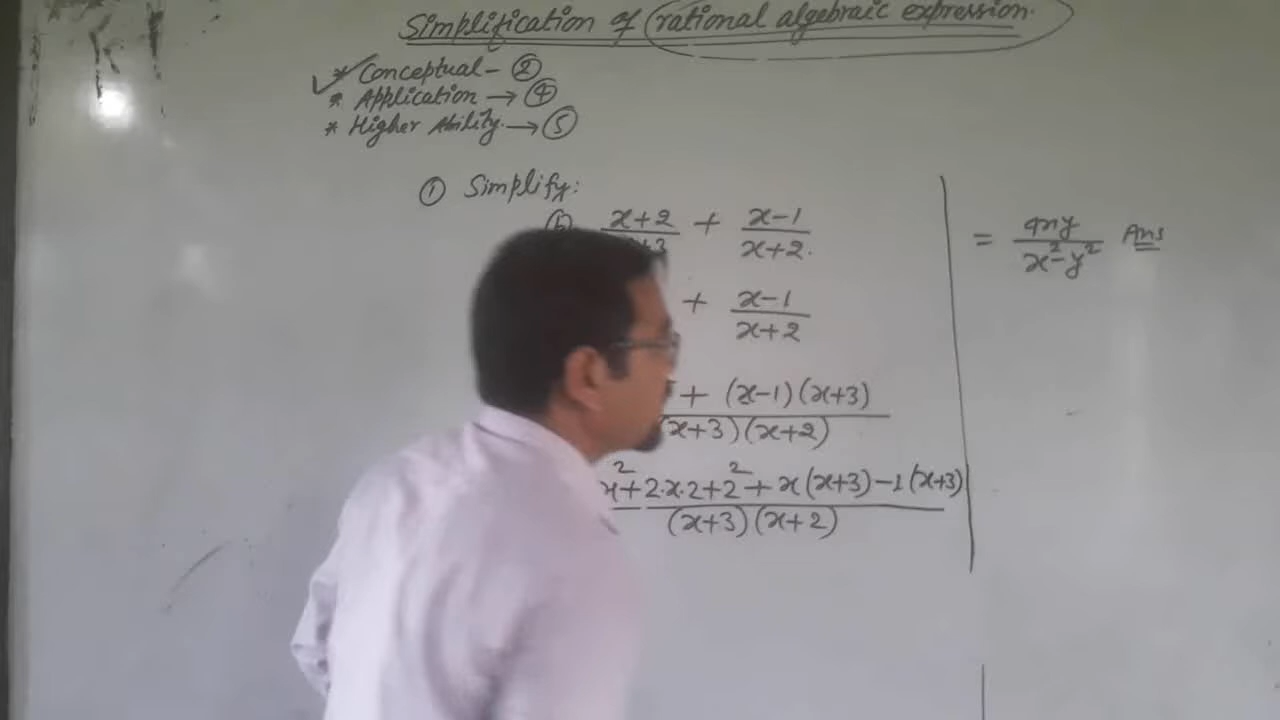 Simplification of rational algebraic expression.
* Conceptual - ②
* Application → ④
* Higher Ability. → ⑤
① Simplify:
(b) x+2 + x-1
+3 x+2.
+ x-1
x+2
+ (x-1)(x+3)
(x+3)(x+2)
x²+2.x.2+2²+x(x+3)-1(x+3)
(x+3)(x+2)
= 4xy Ans
x²-y²